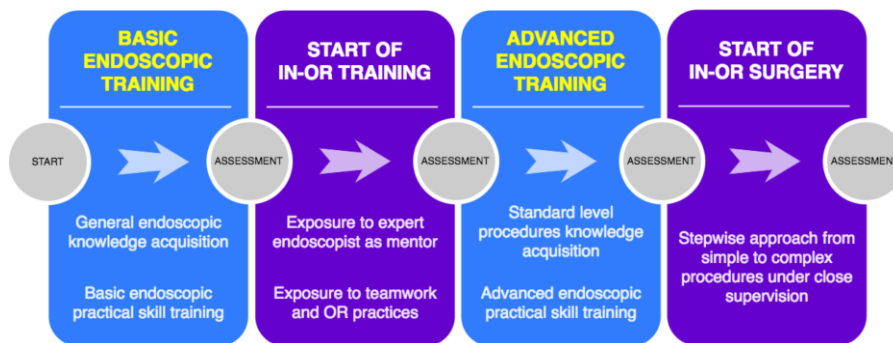 BASIC
ENDOSCOPIC
TRAINING
START OF
IN-OR TRAINING
ADVANCED
ENDOSCOPIC
TRAINING
START OF
IN-OR SURGERY
START
ASSESSMENT
ASSESSMENT
ASSESSMENT
ASSESSMEN
General endoscopic
knowledge acquisition
Basic endoscopic
practical skill training
Exposure to expert
endoscopist as mentor
Exposure to teamwork
and OR practices
Standard level
procedures knowledge
acquisition
Advanced endoscopic
practical skill training
Stepwise approach from
simple to complex
procedures under close
supervision